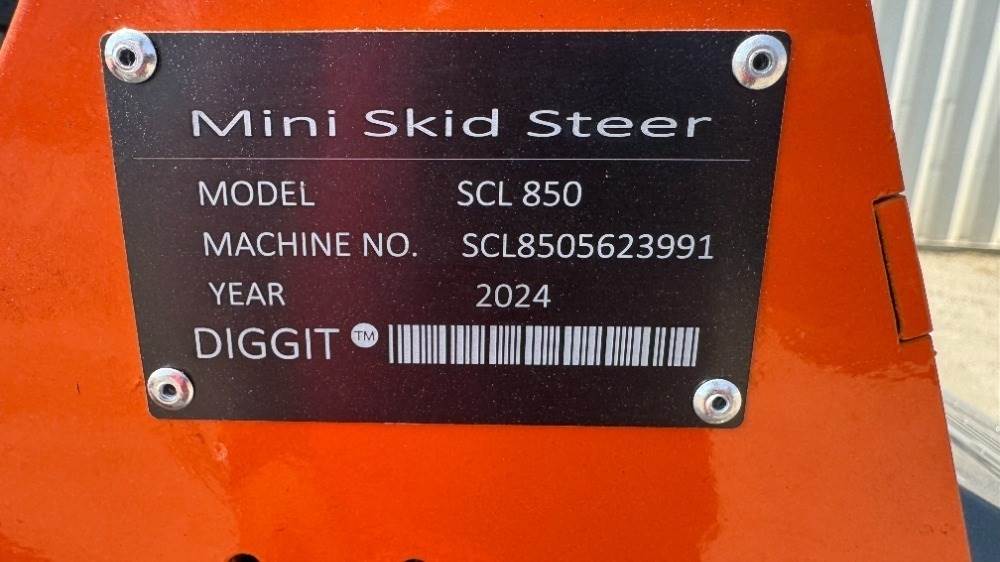 Mini Skid Steer
MODEL SCL 850
MACHINE NO. SCL8505623991
YEAR 2024
DIGGIT TM